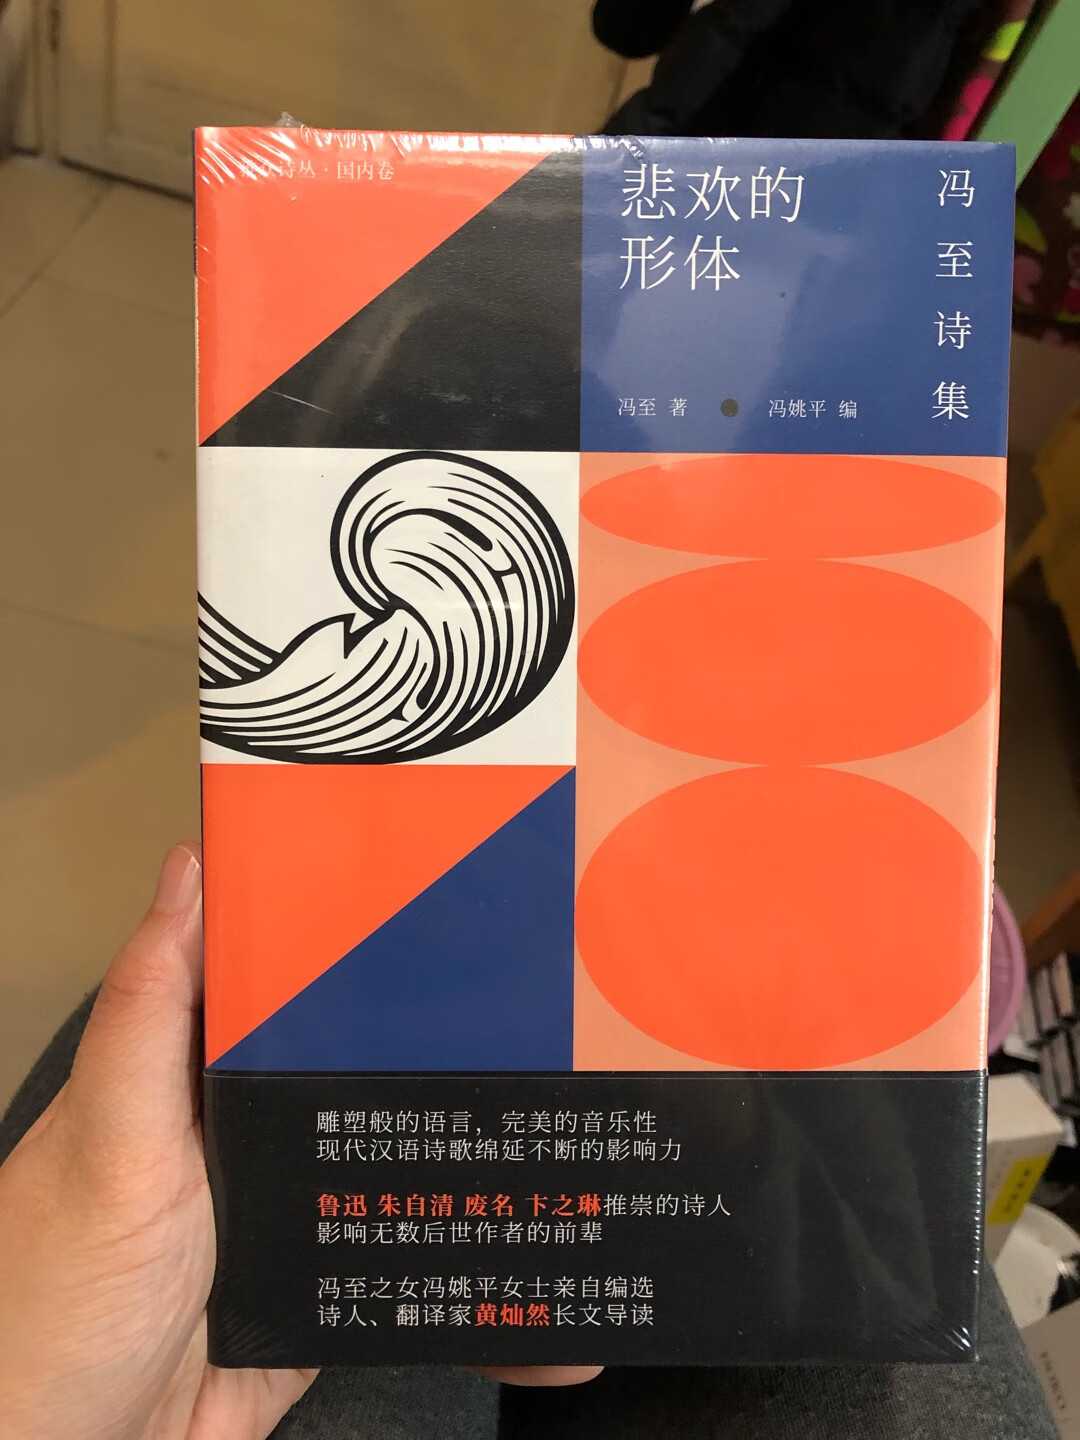 诗丛·国内卷
悲欢的
形体
冯至诗集
冯至 著 冯姚平 编
雕塑般的语言，完美的音乐性
现代汉语诗歌绵延不断的影响力
鲁迅 朱自清 废名 卞之琳推崇的诗人
影响无数后世作者的前辈
冯至之女冯姚平女士亲自编选
诗人、翻译家黄灿然长文导读